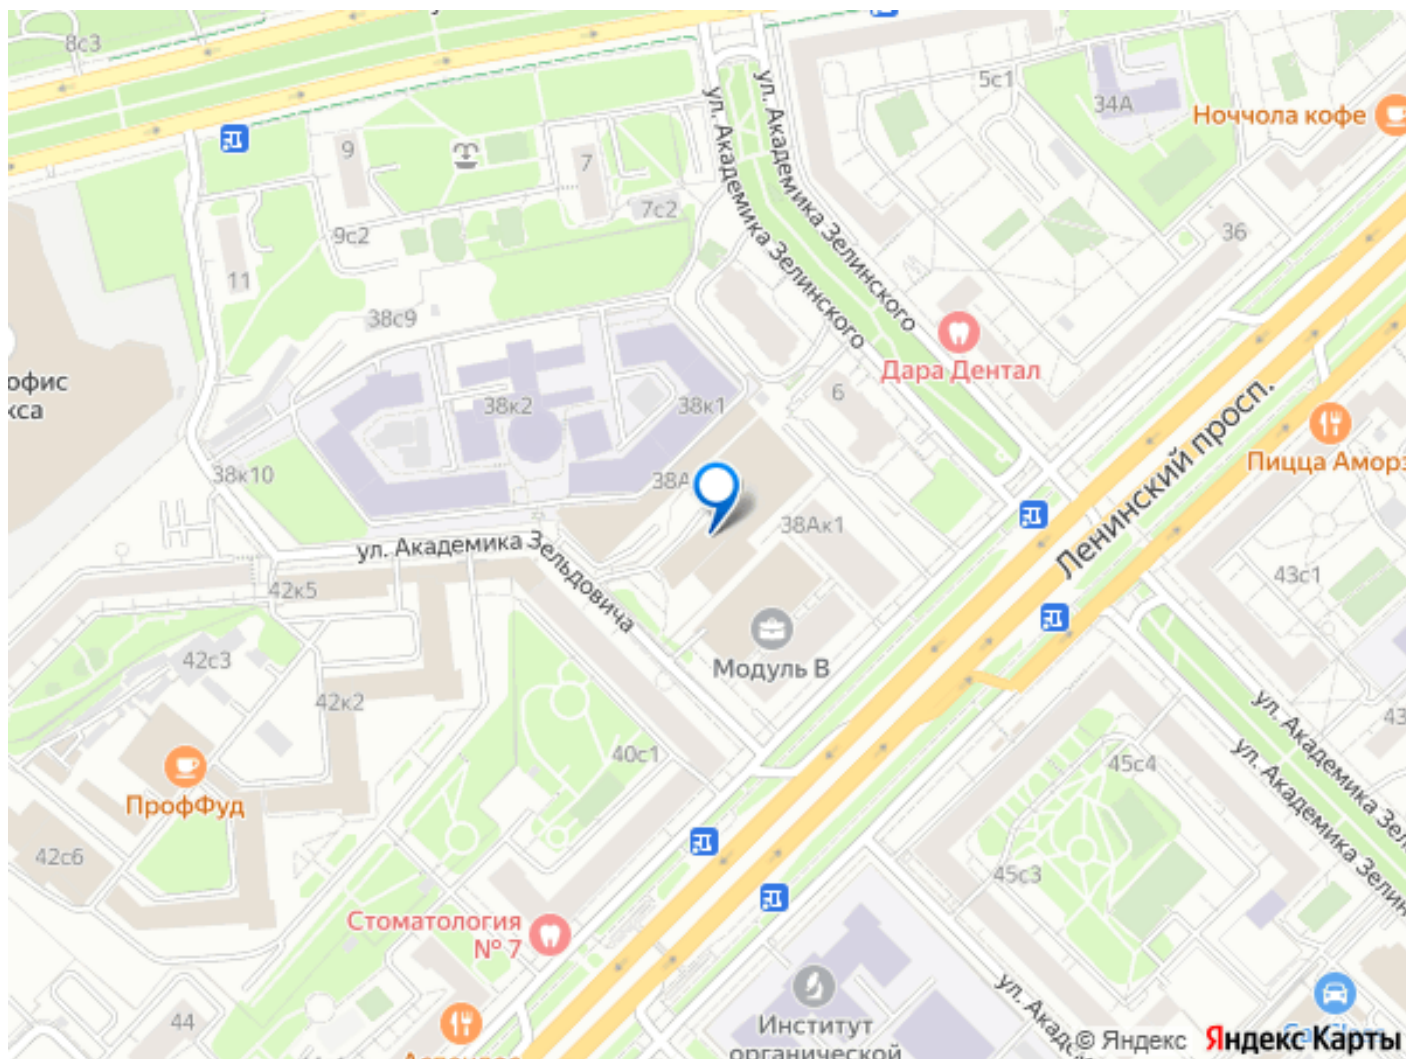 8с3
5с1
34А
Ноччола кофе
ул. Академика Зелинского
ул. Академика Зелинского
9
7
7с2
9с2
36
11
38с9
офис
кса
Дара Дентал
6
38к2
38к1
Ленинский просп.
Пицца Аморэ
38к10
38А
38Ак1
ул. Академика Зельдовича
42к5
43с1
42с3
Модуль В
42к2
43
ул. Академика Зел
ул. Академика Зелин
40с1
45с4
ПрофФуд
42с6
45с3
Стоматология
№ 7
44
Институт
органической
ул. Акаде
© Яндекс
Яндекс Карты